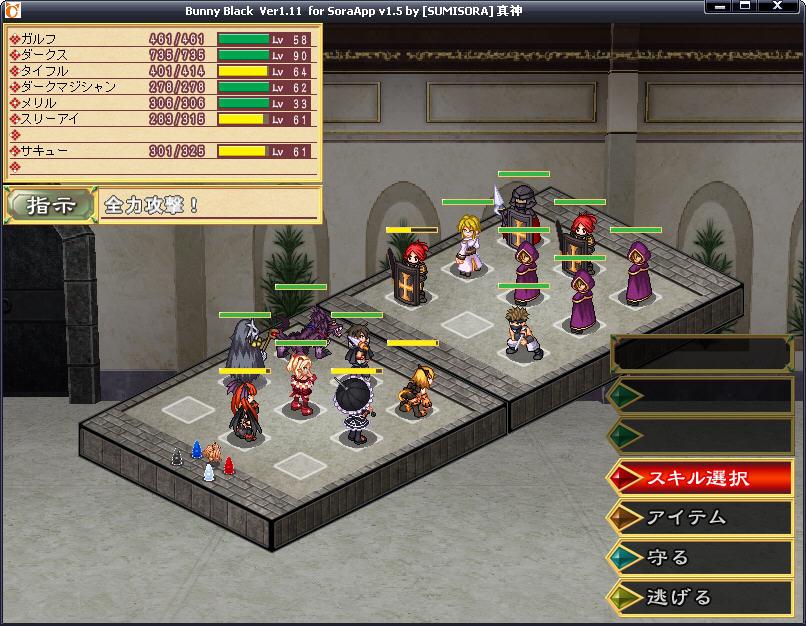 Bunny Black Ver1.11 for SoraApp v1.5 by [SUMISORA] 真神
ガルフ 461/461 Lv 58
ダークス 735/735 Lv 90
タイフル 401/414 Lv 64
ダークマジシャン 278/278 Lv 62
メリル 306/306 Lv 33
スリーアイ 283/315 Lv 61
サキュー 301/325 Lv 61
指示 全力攻撃!
スキル選択
アイテム
守る
逃げる